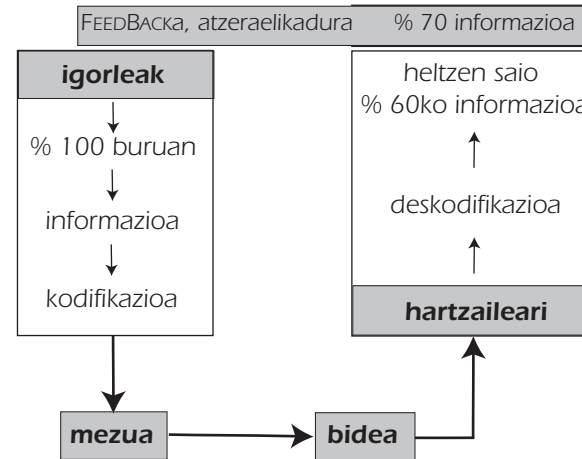 FEEDBACKa, atzeraelikadura % 70 informazioa
igorleak
% 100 buruan
informazioa
kodifikazioa
mezua
bidea
hartzaileari
deskodifikazioa
heltzen saio
% 60ko informazioa